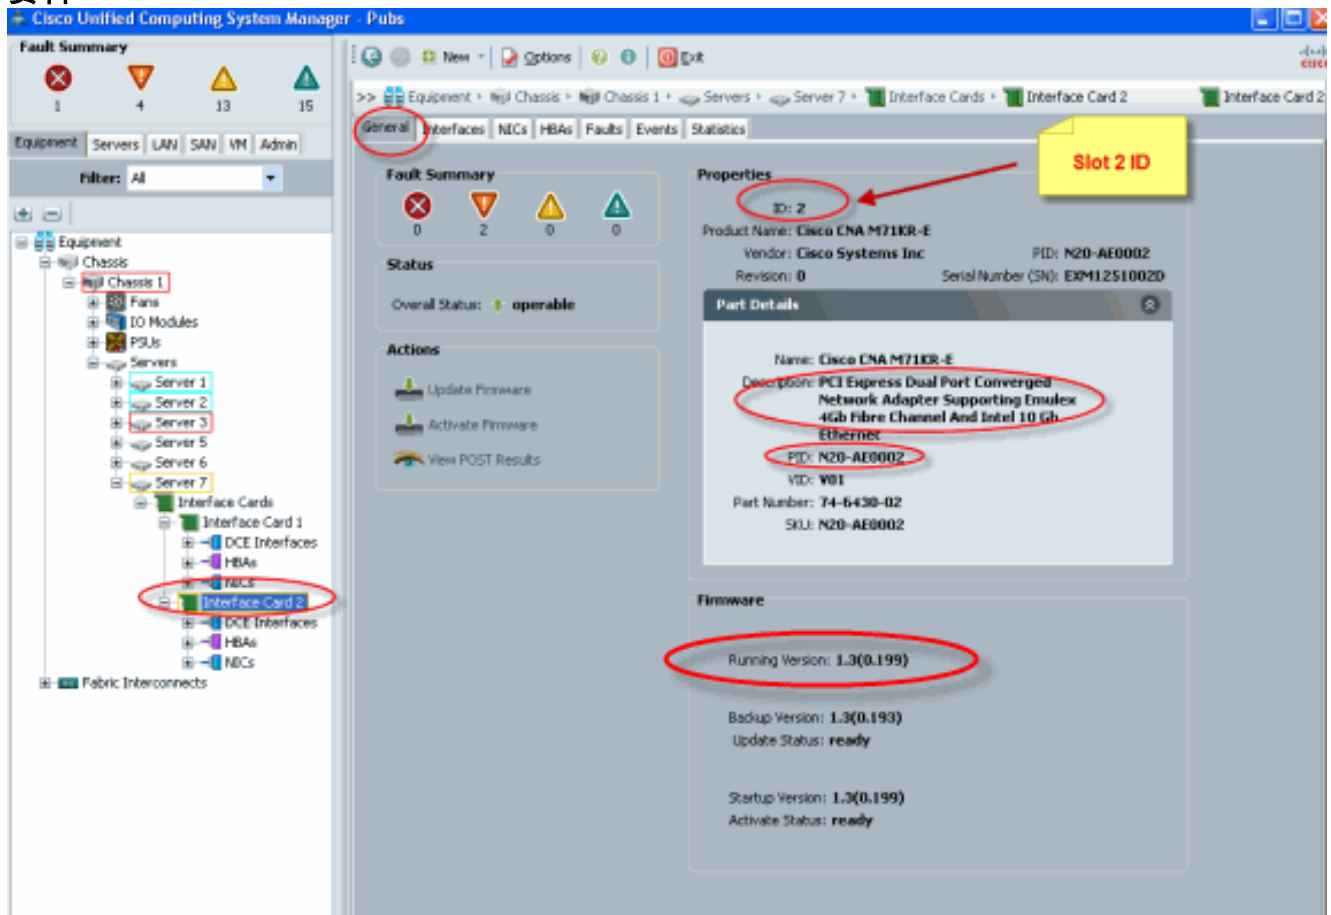 Cisco Unified Computing System Manager - Pubs
Fault Summary
1 4 13 15
Equipment Servers LAN SAN VM Admin
Filter: All
Equipment
Chassis
Chassis 1
Fans
IO Modules
PSUs
Servers
Server 1
Server 2
Server 3
Server 5
Server 6
Server 7
Interface Cards
Interface Card 1
DCE Interfaces
HBAs
NICs
Interface Card 2
DCE Interfaces
HBAs
NICs
Fabric Interconnects
New Options Exit
cisco
>> Equipment Chassis Chassis 1 Servers Server 7 Interface Cards Interface Card 2 Interface Card 2
General Interfaces NICs HBAs Faults Events Statistics
Slot 2 ID
Fault Summary
0 2 0 0
Status
Overall Status: operable
Actions
Update Firmware
Activate Firmware
View POST Results
Properties
ID: 2
Product Name: Cisco CNA M71KR-E
Vendor: Cisco Systems Inc PID: N20-AE0002
Revision: 0 Serial Number (SN): EXM1251002D
Part Details
Name: Cisco CNA M71KR-E
Description: PCI Express Dual Port Converged
Network Adapter Supporting Emulex
4Gb Fibre Channel And Intel 10 Gb
Ethernet
PID: N20-AE0002
VID: V01
Part Number: 74-6430-02
SKU: N20-AE0002
Firmware
Running Version: 1.3(0.199)
Backup Version: 1.3(0.193)
Update Status: ready
Startup Version: 1.3(0.199)
Activate Status: ready